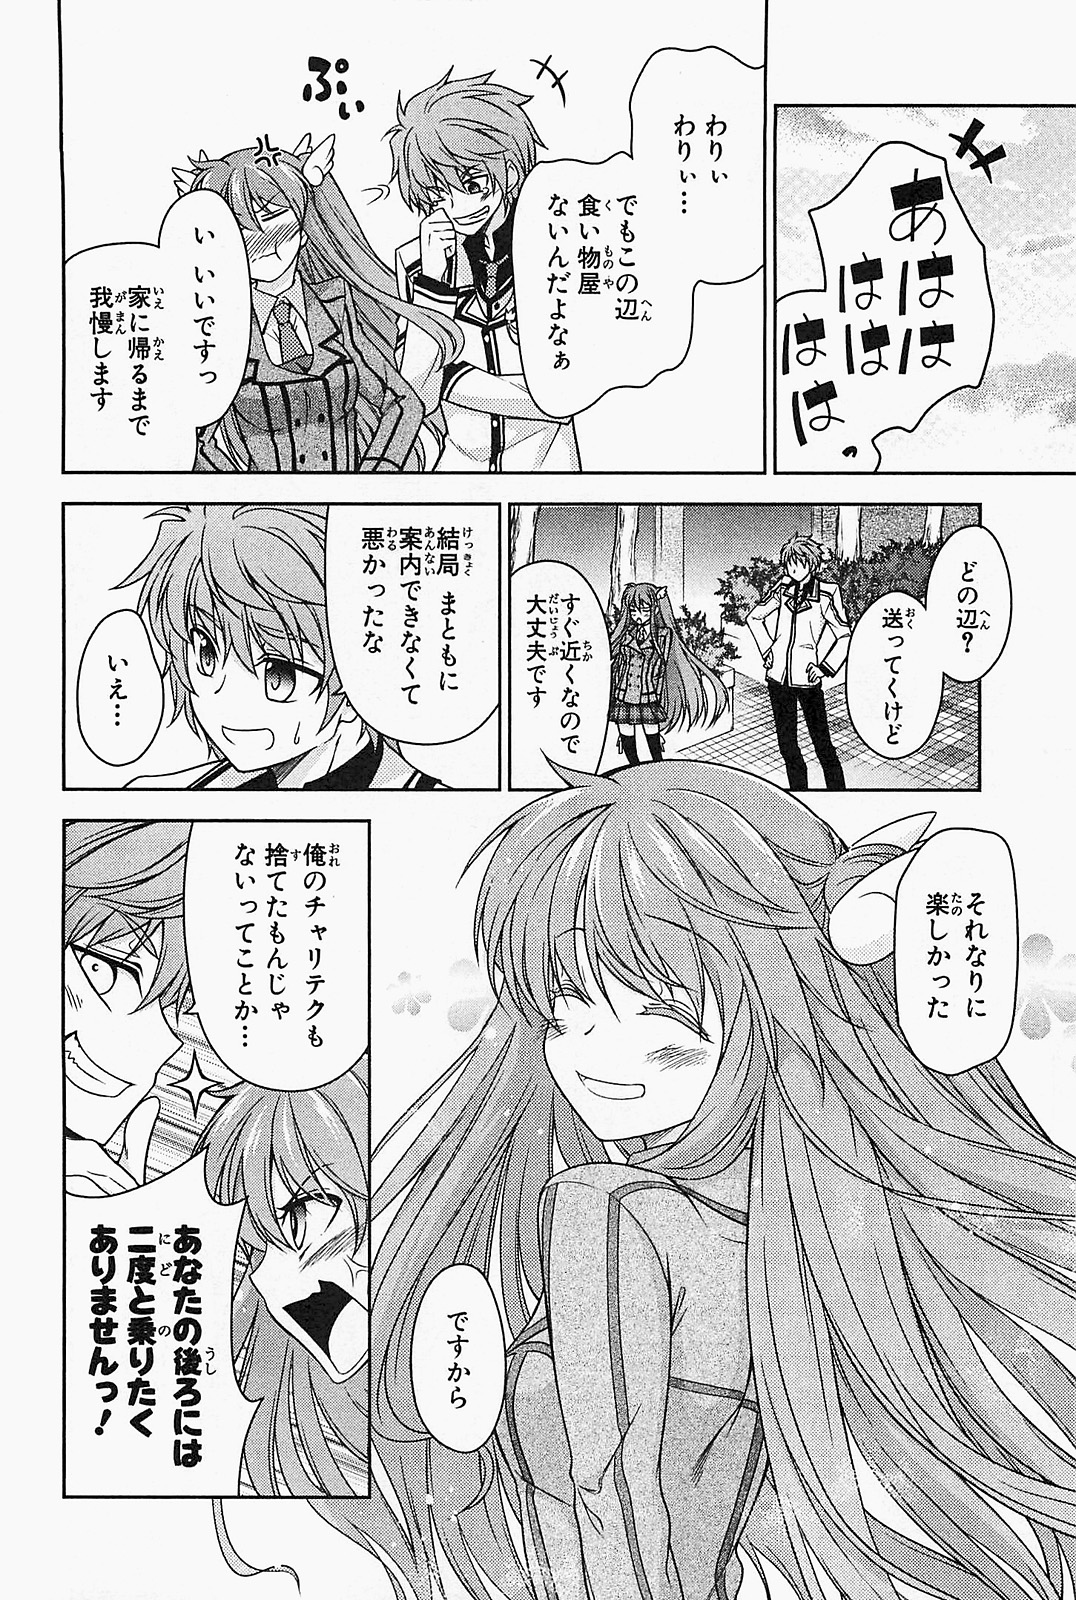 あはは
ははは
はは
わりぃ
わりぃ…
でもこの辺
食い物屋
ないんだよなぁ
ぷぃ
い いいですっ
家に帰るまで
我慢します
どの辺?
送ってくけど
すぐ近くなので
大丈夫です
結局 まともに
案内できなくて
悪かったな
いえ…
それなりに
楽しかった
ですから
俺のチャリテクも
捨てたもんじゃ
ないってことか…
あなたの後ろには
二度と乗りたく
ありませんっ!